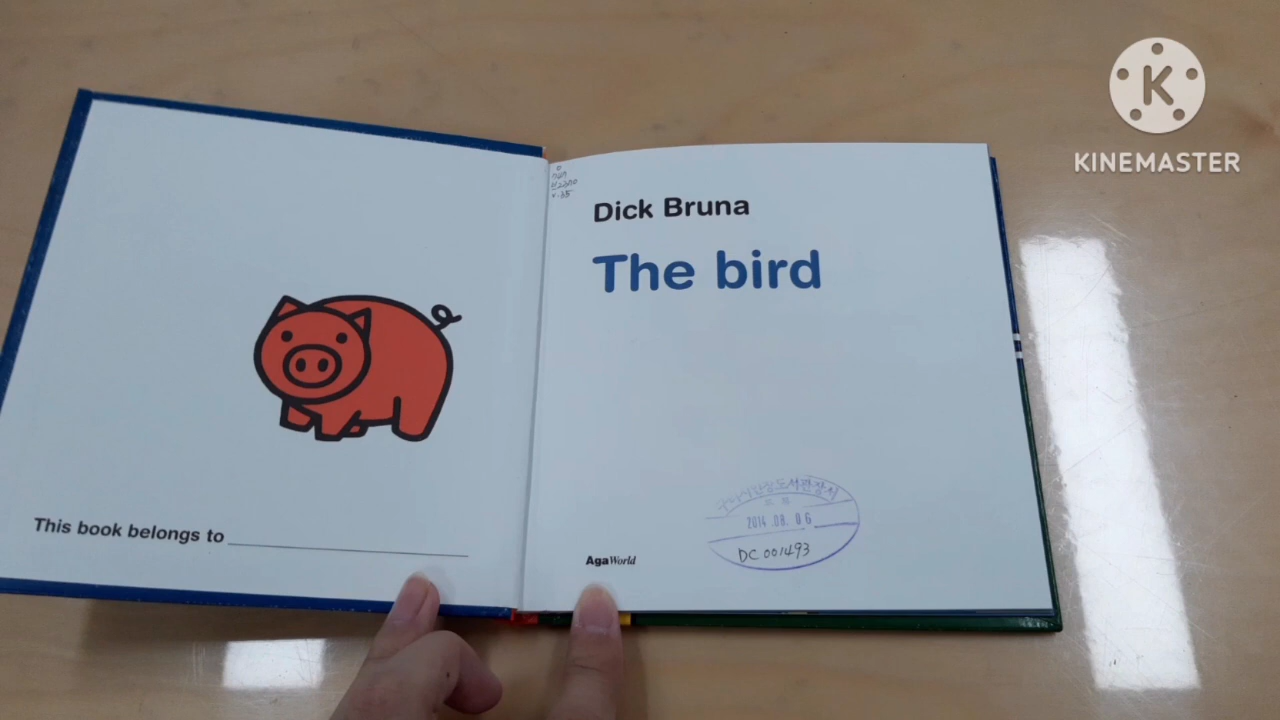 This book belongs to
Dick Bruna
The bird
2014.08.06
DC 001493
AgaWorld
KINEMASTER